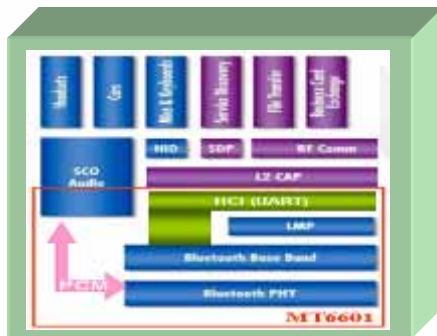 Headsets
Cars
Mice & Keyboards
Service Discovery
File Transfer
Business Card
Exchange
HID
SDP
RF Comm
SCO
Audio
L2 CAP
HCI (UART)
LMP
Bluetooth Base Band
PCM
Bluetooth PHY
MT6601